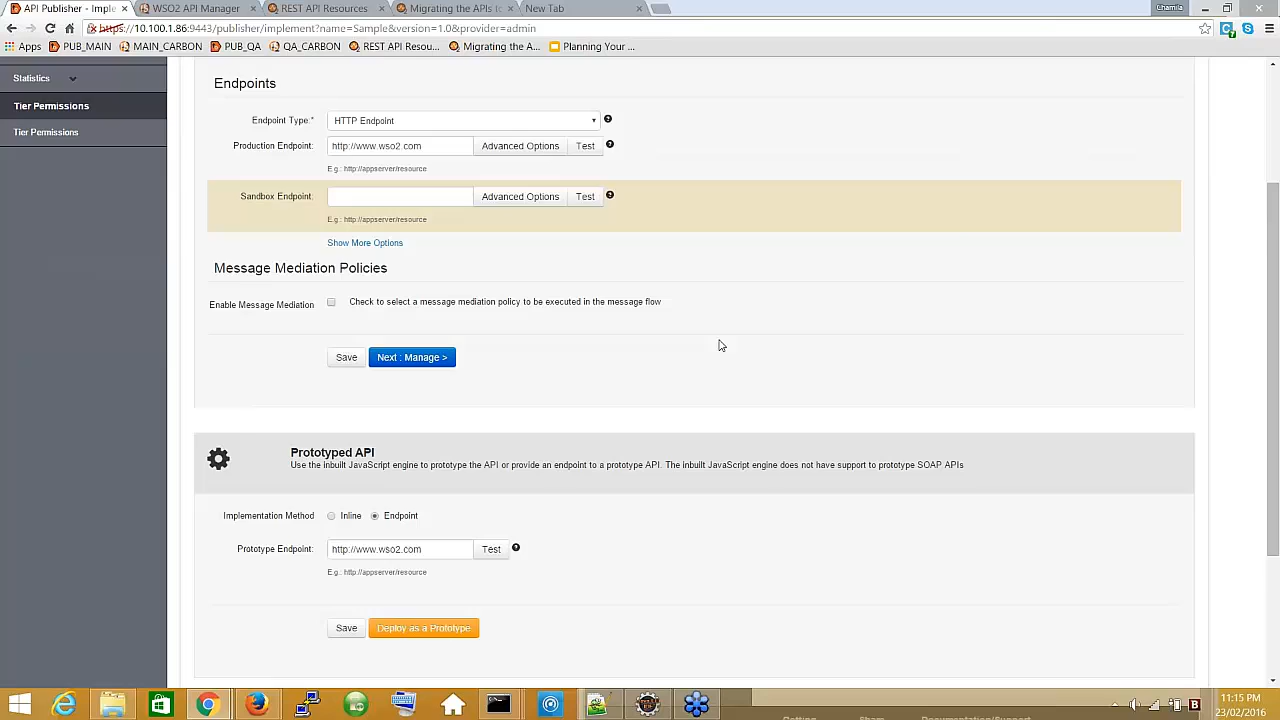 API Publisher - Imple
WSO2 API Manager
REST API Resources
Migrating the APIs to
New Tab
Chamila
https://10.100.1.86:9443/publisher/implement?name=Sample&version=1.0&provider=admin
Apps
PUB_MAIN
MAIN_CARBON
PUB_QA
QA_CARBON
REST API Resou...
Migrating the A...
Planning Your ...
Statistics
Tier Permissions
Tier Permissions
Endpoints
Endpoint Type:*
HTTP Endpoint
Production Endpoint:
http://www.wso2.com
Advanced Options
Test
E.g.: http://appserver/resource
Sandbox Endpoint:
Advanced Options
Test
E.g.: http://appserver/resource
Show More Options
Message Mediation Policies
Enable Message Mediation
Check to select a message mediation policy to be executed in the message flow
Save
Next : Manage >
Prototyped API
Use the inbuilt JavaScript engine to prototype the API or provide an endpoint to a prototype API. The inbuilt JavaScript engine does not have support to prototype SOAP APIs
Implementation Method
Inline
Endpoint
Prototype Endpoint:
http://www.wso2.com
Test
E.g.: http://appserver/resource
Save
Deploy as a Prototype
11:15 PM
23/02/2016